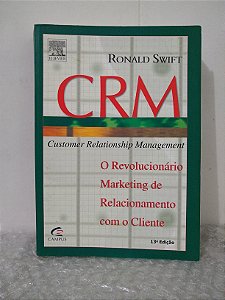 ELSEVIER
RONALD SWIFT
CRM
Customer Relationship Management
O Revolucionário
Marketing de
Relacionamento
com o Cliente
13ª Edição
CAMPUS